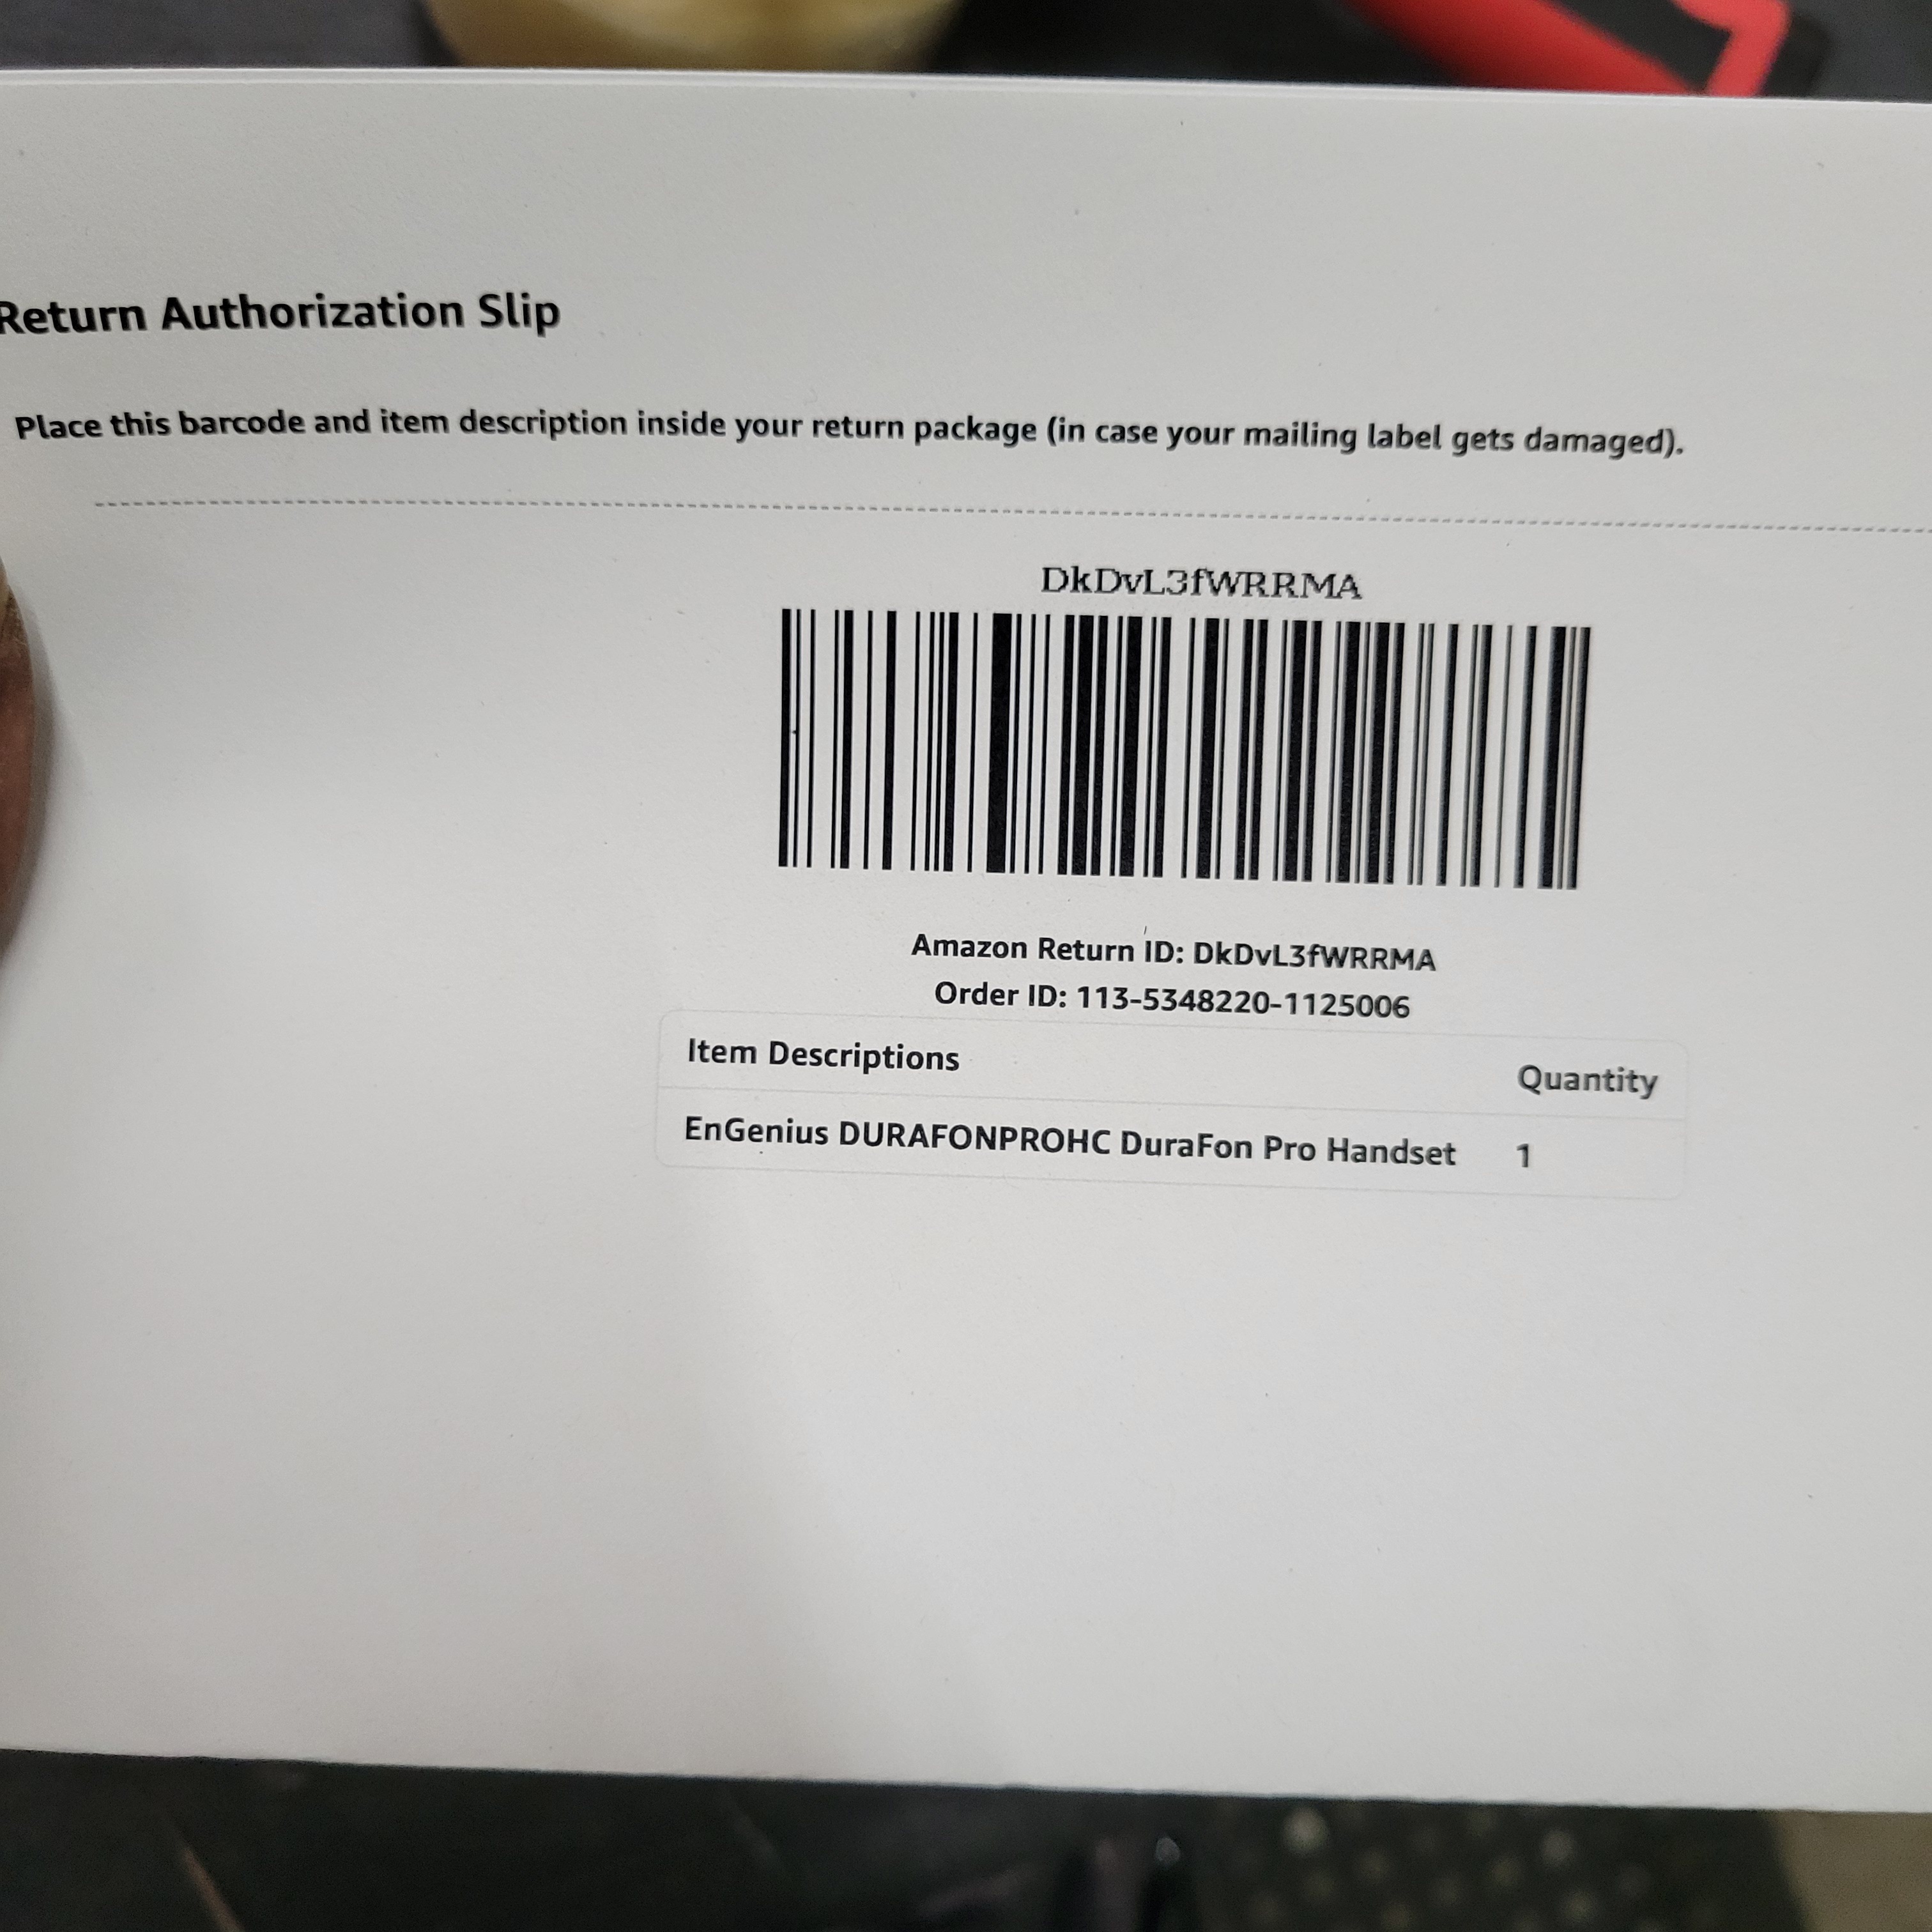 Return Authorization Slip
Place this barcode and item description inside your return package (in case your mailing label gets damaged).
DkDvL3fWRRMA
Amazon Return ID: DkDvL3fWRRMA
Order ID: 113-5348220-1125006
Item Descriptions Quantity
EnGenius DURAFONPROHC DuraFon Pro Handset 1